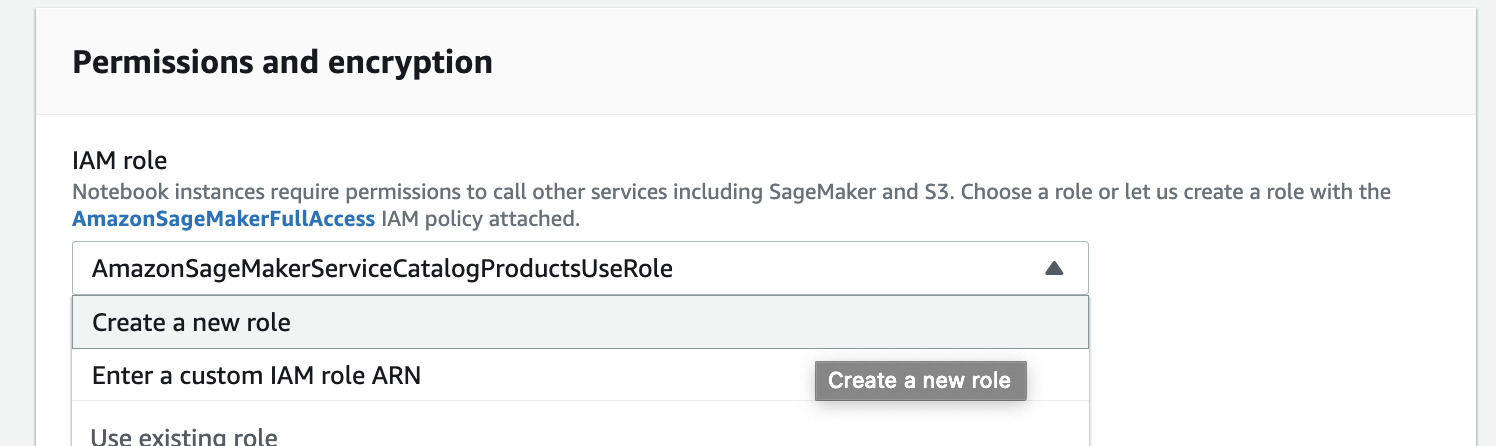 Permissions and encryption
IAM role
Notebook instances require permissions to call other services including SageMaker and S3. Choose a role or let us create a role with the
AmazonSageMakerFullAccess IAM policy attached.
AmazonSageMakerServiceCatalogProductsUseRole
Create a new role
Enter a custom IAM role ARN
Create a new role
Use existing role